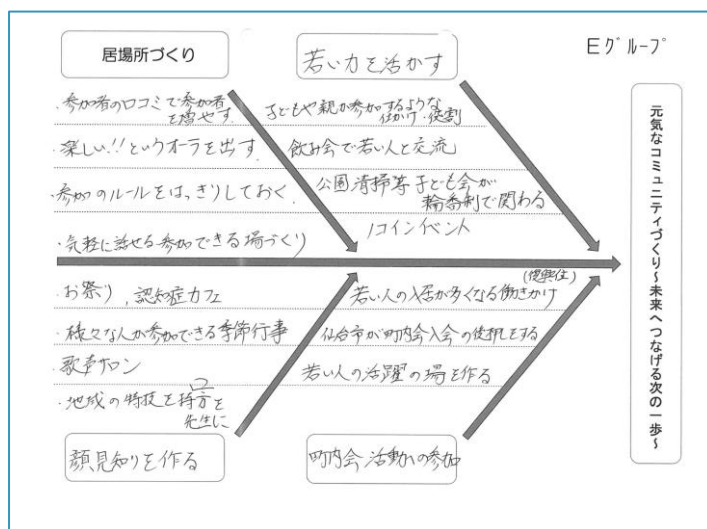 Eグループ
居場所づくり
・参加者の口コミで参加者
を増やす
・楽しい!!というオーラを出す
・参加のルールをはっきりしておく
・気軽に話せる参加できる場づくり
若い力を活かす
子どもや親が参加するような
仕かけ・役割
飲み会で若い人と交流
公園清掃等子ども会が
輪番制で関わる
1コインイベント
・お祭り、認知症カフェ
・様々な人が参加できる季節行事
・歌声サロン
・地域の特技を持つ方を
先生に
顔見知りを作る
(復興住)
若い人の入居が多くなる働きかけ
仙台市が町内会入会の後押しをする
若い人の活躍の場を作る
町内会活動への参加
元気なコミュニティづくり~未来へつなげる次の一歩~